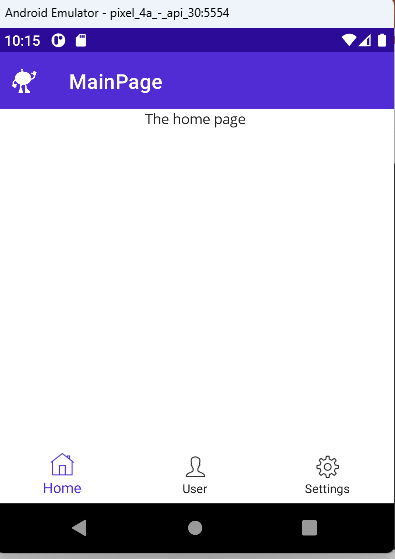 Android Emulator - pixel_4a_-_api_30:5554
10:15
MainPage
The home page
Home
User
Settings